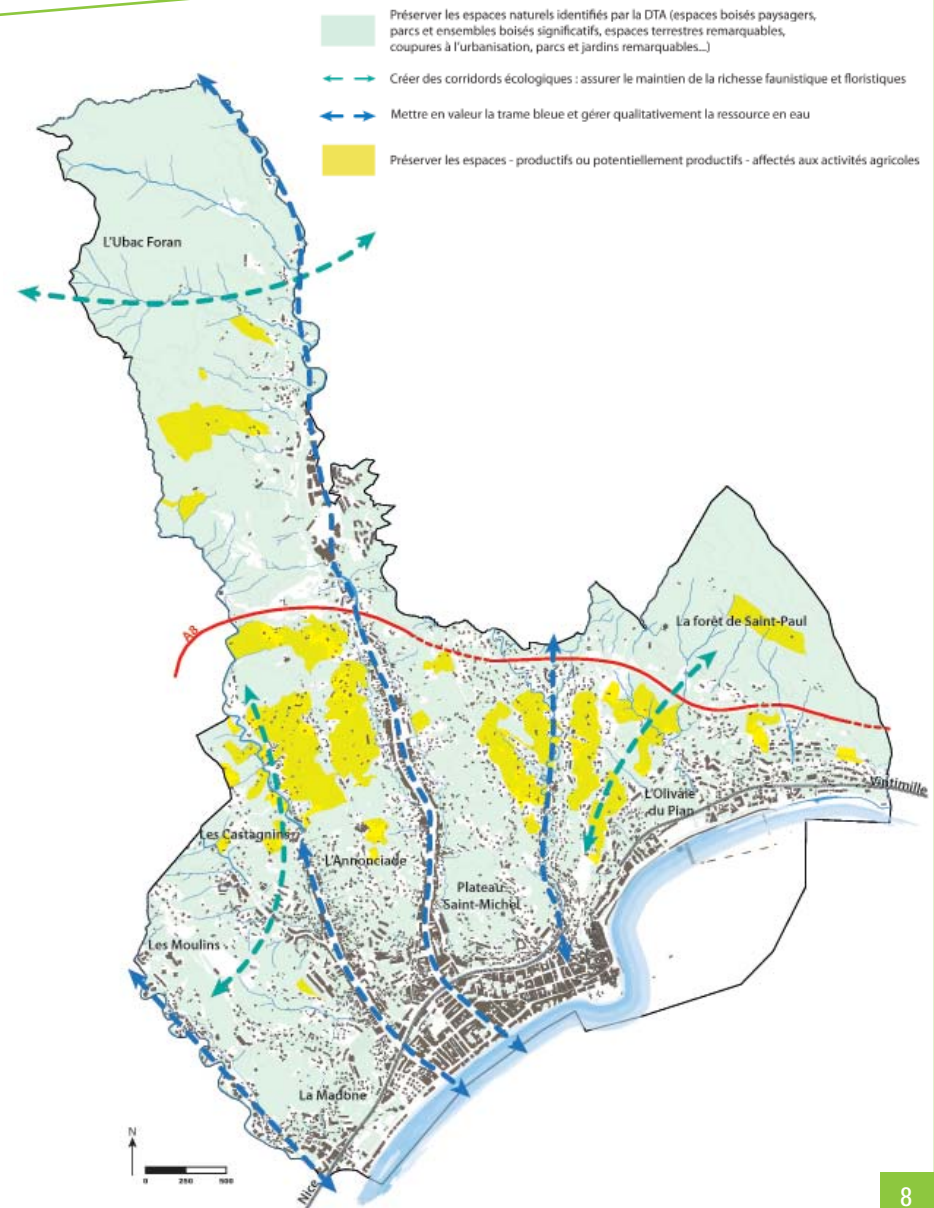 Préserver les espaces naturels identifiés par la DTA (espaces boisés paysagers,
parcs et ensembles boisés significatifs, espaces terrestres remarquables,
coupures à l'urbanisation, parcs et jardins remarquables...)
Créer des corridords écologiques : assurer le maintien de la richesse faunistique et floristiques
Mettre en valeur la trame bleue et gérer qualitativement la ressource en eau
Préserver les espaces - productifs ou potentiellement productifs - affectés aux activités agricoles
L'Ubac Foran
A8
La forêt de Saint-Paul
Vintimille
L'Olivaie
du Pian
Les Castagnins
L'Annonciade
Plateau
Saint-Michel
Les Moulins
La Madone
N
0 250 500
Nice
8